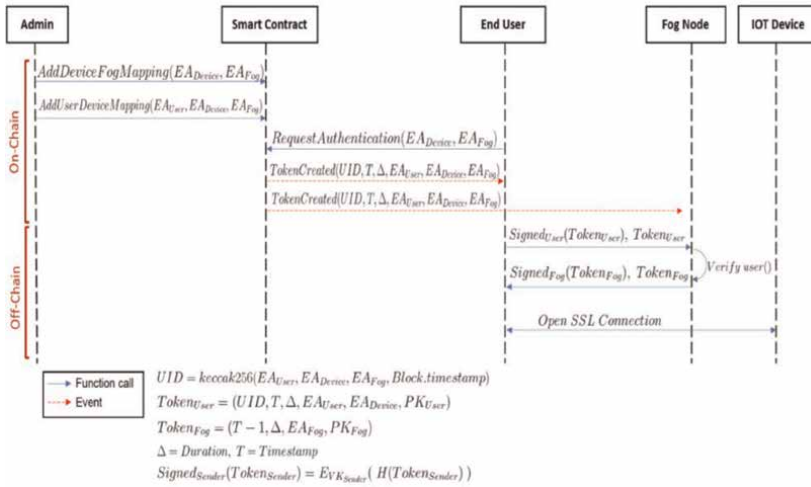 Admin
Smart Contract
End User
Fog Node
IOT Device
On-Chain
AddDeviceFogMapping(EA_Device, EA_Fog)
AddUserDeviceMapping(EA_User, EA_Device, EA_Fog)
RequestAuthentication(EA_Device, EA_Fog)
TokenCreated(UID, T, Δ, EA_User, EA_Device, EA_Fog)
TokenCreated(UID, T, Δ, EA_User, EA_Device, EA_Fog)
Off-Chain
Signed_User(Token_User), Token_User
Verify user()
Signed_Fog(Token_Fog), Token_Fog
Open SSL Connection
Function call
Event
UID = keccak256(EA_User, EA_Device, EA_Fog, Block.timestamp)
Token_User = (UID, T, Δ, EA_User, EA_Device, PK_User)
Token_Fog = (T − 1, Δ, EA_Fog, PK_Fog)
Δ = Duration, T = Timestamp
Signed_Sender(Token_Sender) = E_VK_Sender( H(Token_Sender) )